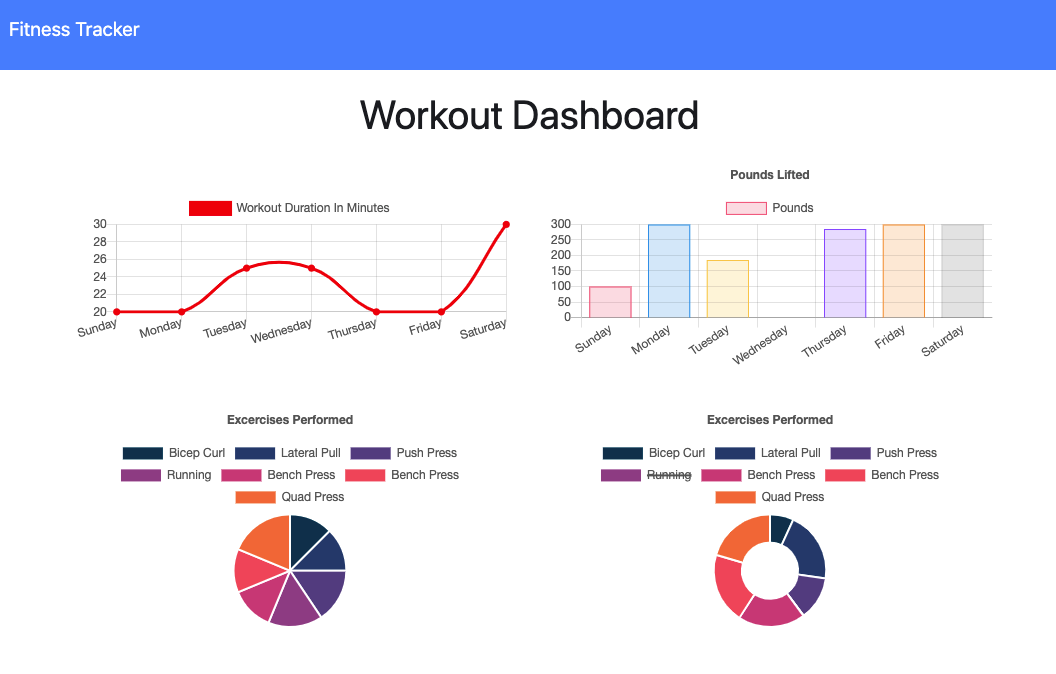 Fitness Tracker
Workout Dashboard
Workout Duration In Minutes
30
28
26
24
22
20
Sunday Monday Tuesday Wednesday Thursday Friday Saturday
Pounds Lifted
Pounds
300
250
200
150
100
50
0
Sunday Monday Tuesday Wednesday Thursday Friday Saturday
Excercises Performed
Bicep Curl Lateral Pull Push Press
Running Bench Press Bench Press
Quad Press
Excercises Performed
Bicep Curl Lateral Pull Push Press
Running Bench Press Bench Press
Quad Press